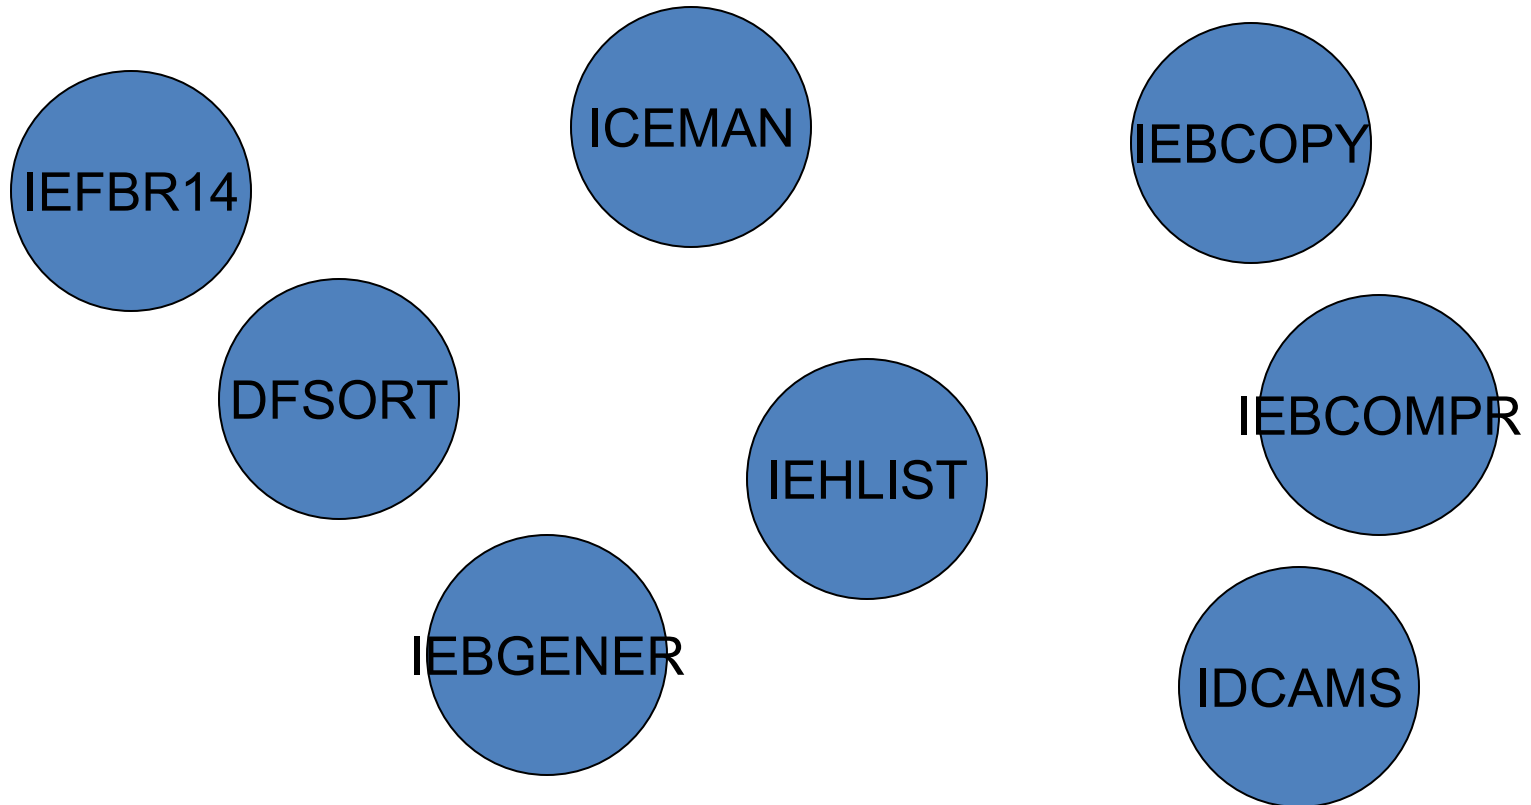 ICEMAN
IEBCOPY
IEFBR14
DFSORT
IEBCOMPR
IEHLIST
IEBGENER
IDCAMS